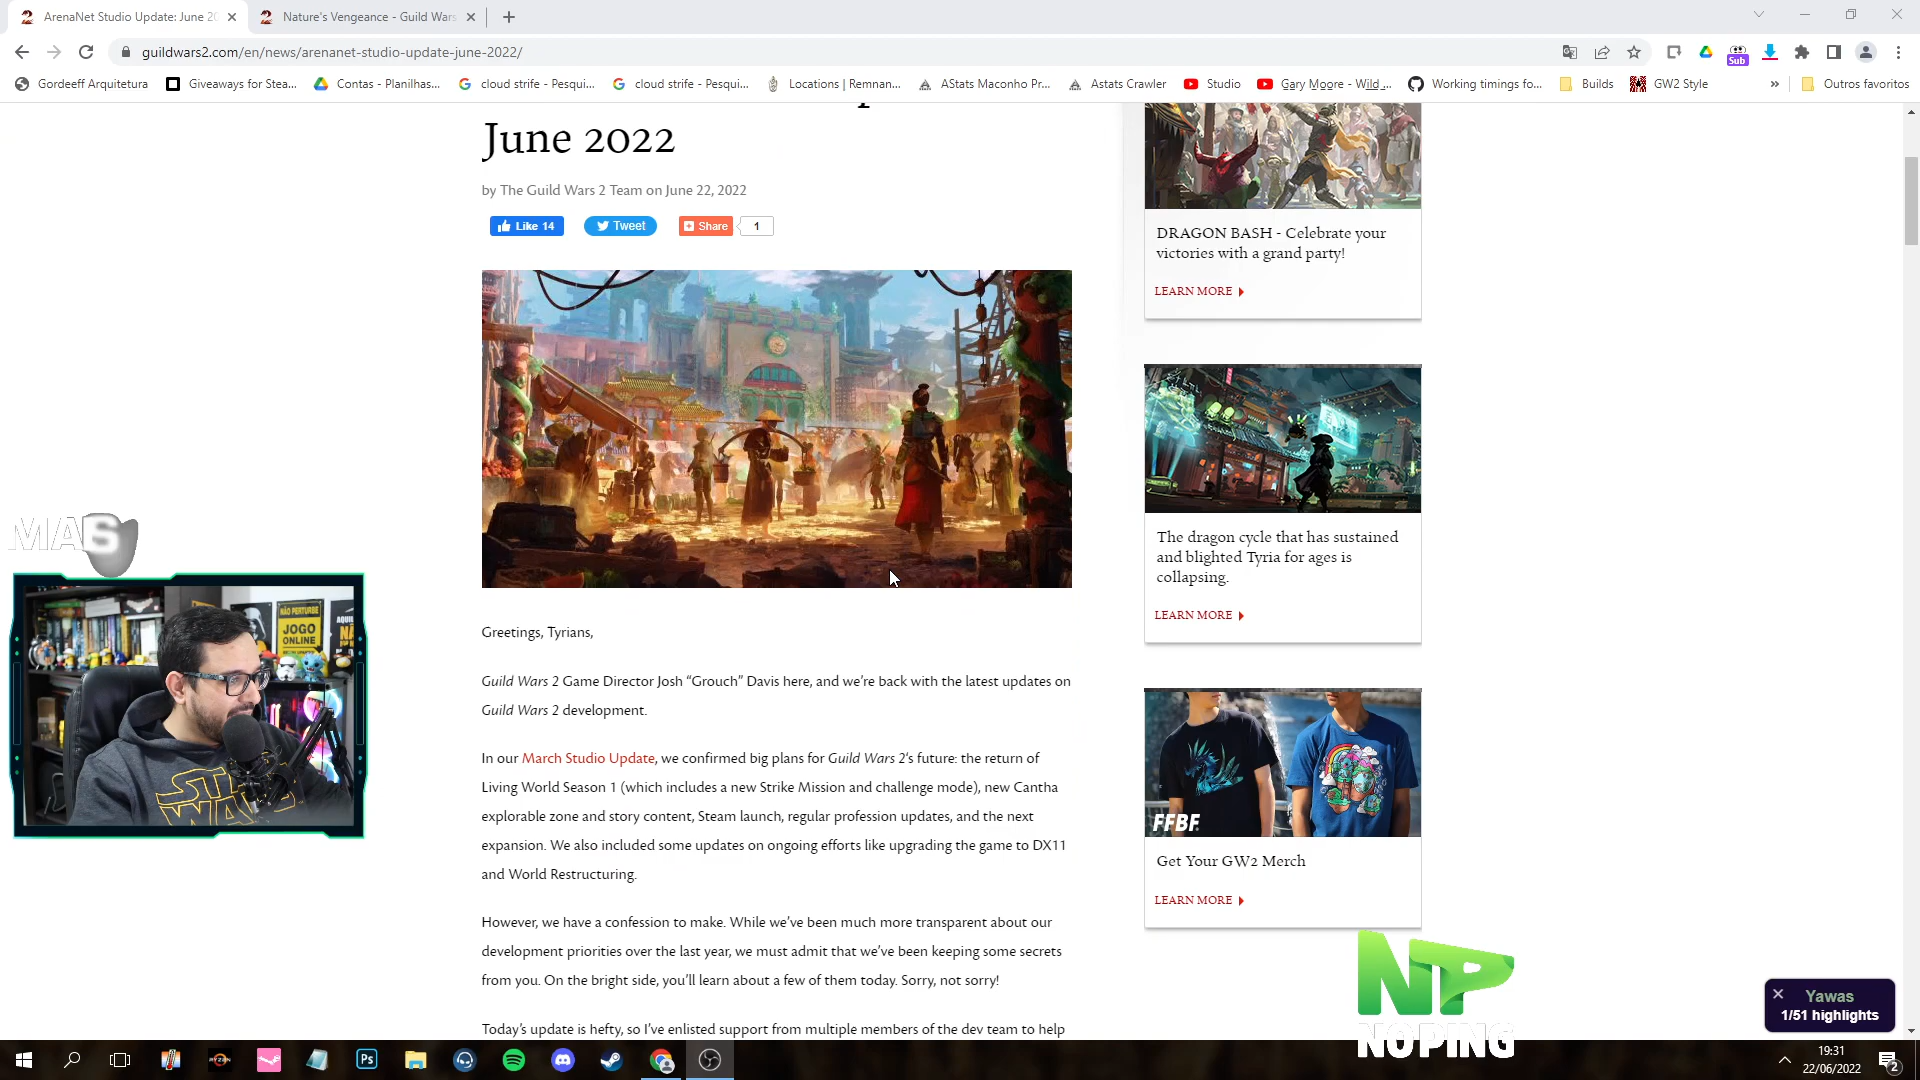 ArenaNet Studio Update: June 20
Nature's Vengeance - Guild Wars
guildwars2.com/en/news/arenanet-studio-update-june-2022/
Sub
Gordeeff Arquitetura
Giveaways for Stea...
Contas - Planilhas...
cloud strife - Pesqui...
cloud strife - Pesqui...
Locations | Remnan...
AStats Maconho Pr...
Astats Crawler
Studio
Gary Moore - Wild ...
Working timings fo...
Builds
GW2 Style
»
Outros favoritos
June 2022
by The Guild Wars 2 Team on June 22, 2022
Like 14
Tweet
Share
1
Greetings, Tyrians,
Guild Wars 2 Game Director Josh “Grouch” Davis here, and we’re back with the latest updates on
Guild Wars 2 development.
In our March Studio Update, we confirmed big plans for Guild Wars 2’s future: the return of
Living World Season 1 (which includes a new Strike Mission and challenge mode), new Cantha
explorable zone and story content, Steam launch, regular profession updates, and the next
expansion. We also included some updates on ongoing efforts like upgrading the game to DX11
and World Restructuring.
However, we have a confession to make. While we’ve been much more transparent about our
development priorities over the last year, we must admit that we’ve been keeping some secrets
from you. On the bright side, you’ll learn about a few of them today. Sorry, not sorry!
Today’s update is hefty, so I’ve enlisted support from multiple members of the dev team to help
DRAGON BASH - Celebrate your
victories with a grand party!
LEARN MORE
The dragon cycle that has sustained
and blighted Tyria for ages is
collapsing.
LEARN MORE
FFBF
Get Your GW2 Merch
LEARN MORE
MAS
NÃO PERTURBE
JOGO
ONLINE
STAR
WARS
NP
NOPING
Yawas
1/51 highlights
Ps
19:31
22/06/2022
2